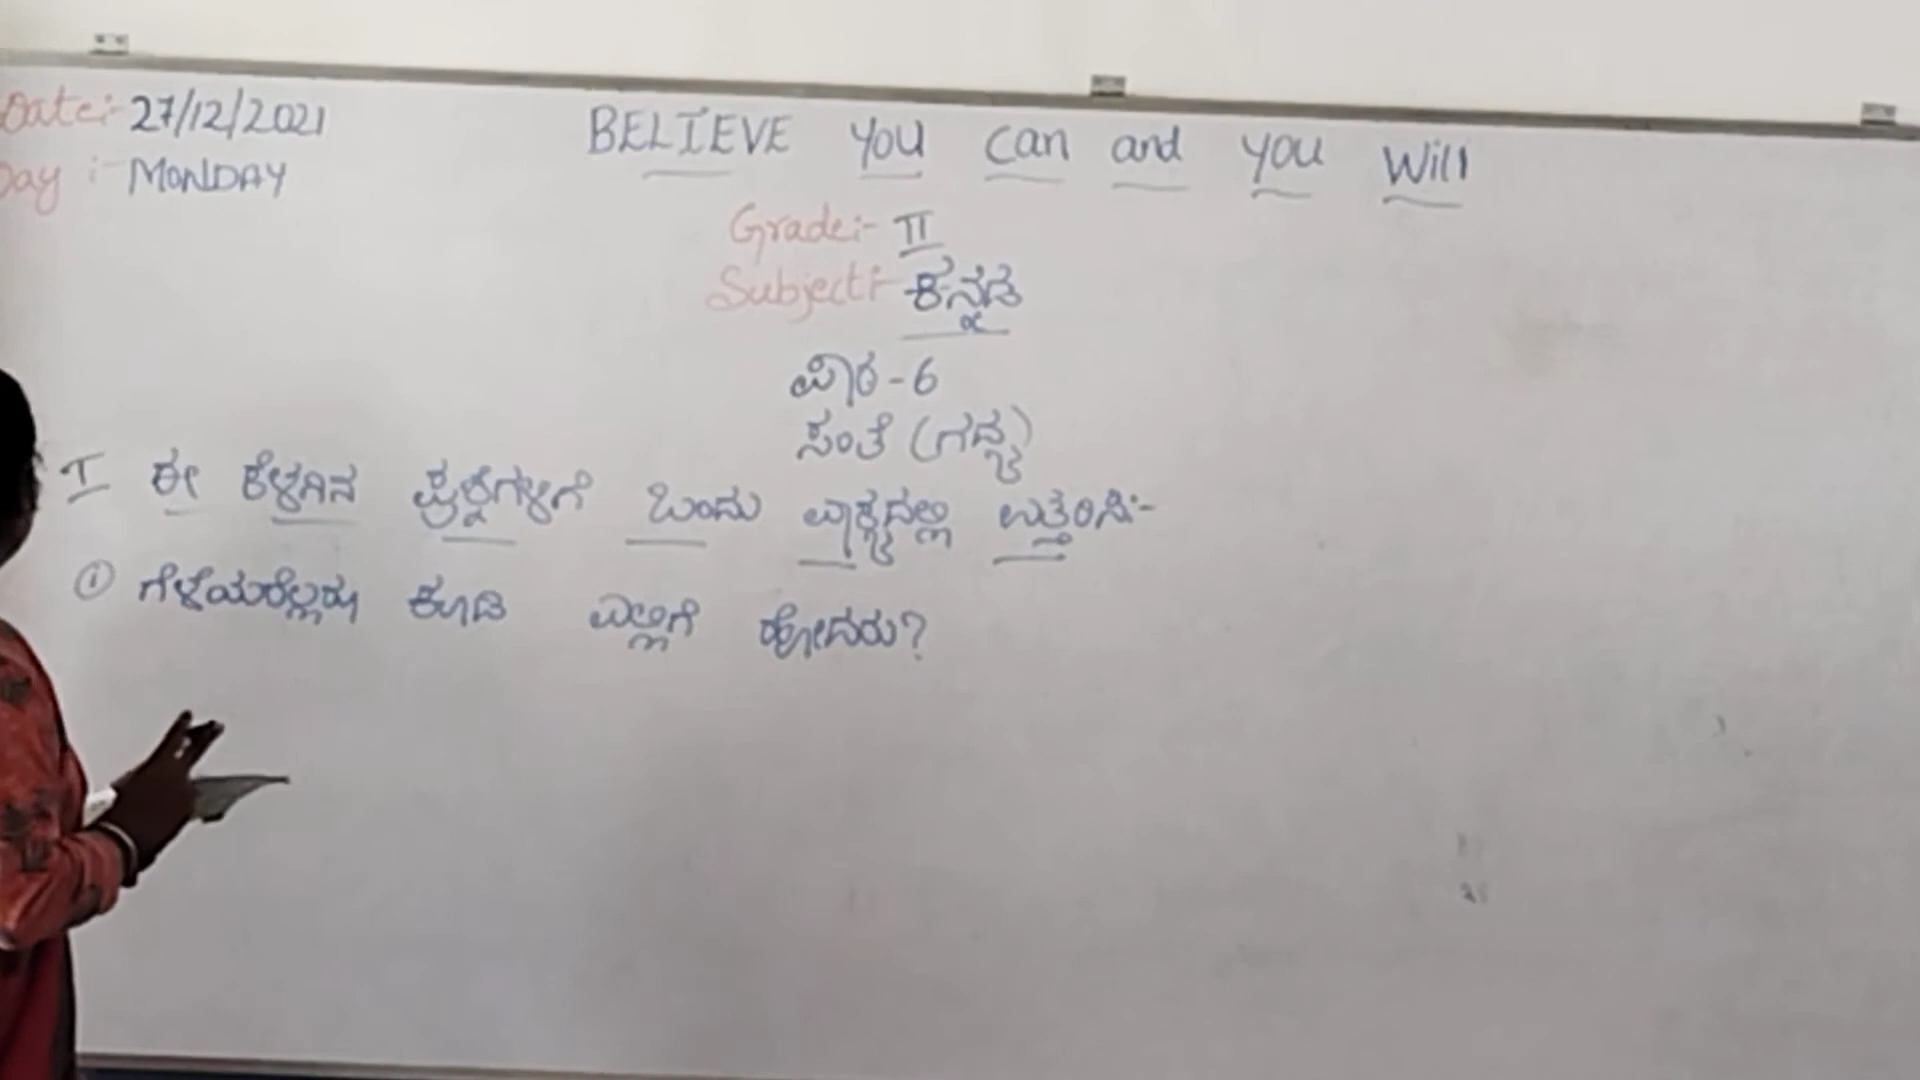 Date:- 27/12/2021
BELIEVE YOU can and you Will
Day :- MONDAY
Grade:- II
Subject:- ಕನ್ನಡ
ಪಾಠ-6
ಸಂತೆ (ಗದ್ಯ)
I ಈ ಕೆಳಗಿನ ಪ್ರಶ್ನೆಗಳಿಗೆ ಒಂದು ವಾಕ್ಯದಲ್ಲಿ ಉತ್ತರಿಸಿ:-
① ಗೆಳೆಯರೆಲ್ಲರೂ ಕೂಡಿ ಎಲ್ಲಿಗೆ ಹೋದರು?